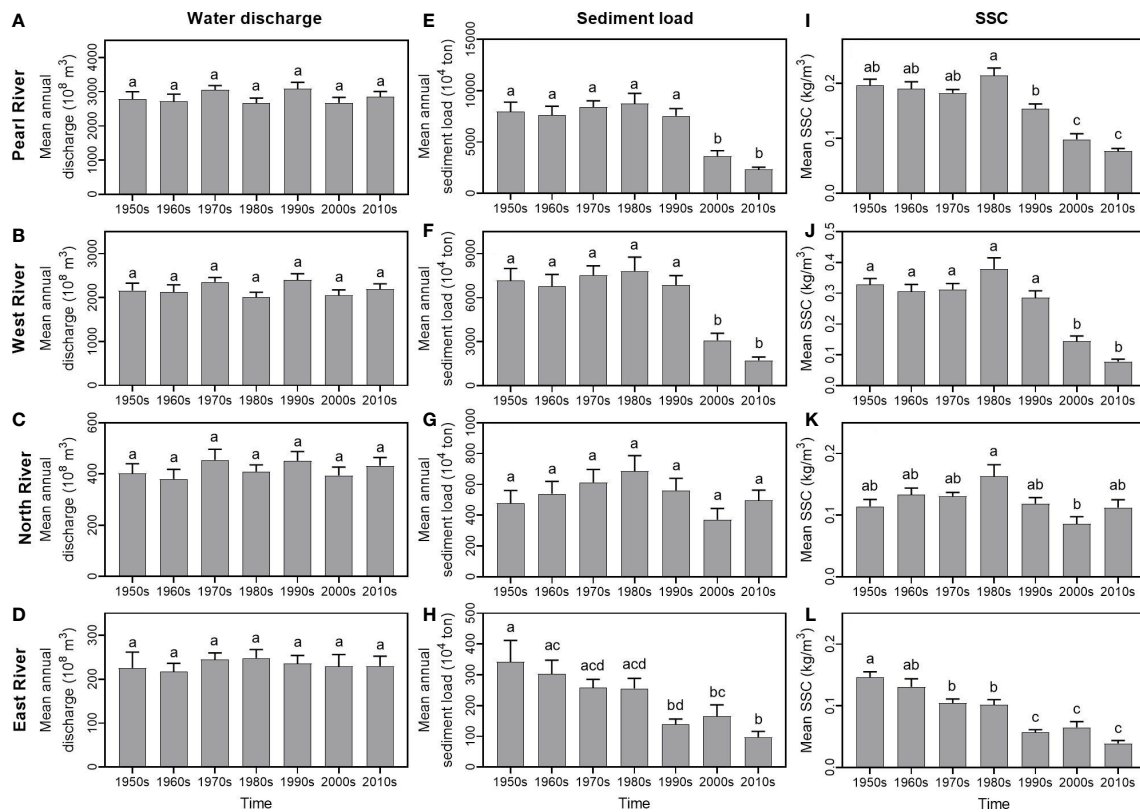 Water discharge
Sediment load
SSC
Pearl River
A
Mean annual
discharge (10⁸ m³)
4000
3000
2000
1000
0
a a a a a a a
1950s 1960s 1970s 1980s 1990s 2000s 2010s
E
Mean annual
sediment load (10⁴ ton)
15000
10000
5000
0
a a a a a b b
1950s 1960s 1970s 1980s 1990s 2000s 2010s
I
Mean SSC (kg/m³)
0.2
0.1
0.0
ab ab ab a b c c
1950s 1960s 1970s 1980s 1990s 2000s 2010s
West River
B
Mean annual
discharge (10⁸ m³)
3000
2000
1000
0
a a a a a a a
1950s 1960s 1970s 1980s 1990s 2000s 2010s
F
Mean annual
sediment load (10⁴ ton)
9000
6000
3000
0
a a a a a b b
1950s 1960s 1970s 1980s 1990s 2000s 2010s
J
Mean SSC (kg/m³)
0.5
0.4
0.3
0.2
0.1
0.0
a a a a a b b
1950s 1960s 1970s 1980s 1990s 2000s 2010s
North River
C
Mean annual
discharge (10⁸ m³)
600
400
200
0
a a a a a a a
1950s 1960s 1970s 1980s 1990s 2000s 2010s
G
Mean annual
sediment load (10⁴ ton)
1000
800
600
400
200
0
a a a a a a a
1950s 1960s 1970s 1980s 1990s 2000s 2010s
K
Mean SSC (kg/m³)
0.2
0.1
0.0
ab ab ab a ab b ab
1950s 1960s 1970s 1980s 1990s 2000s 2010s
East River
D
Mean annual
discharge (10⁸ m³)
300
200
100
0
a a a a a a a
1950s 1960s 1970s 1980s 1990s 2000s 2010s
Time
H
Mean annual
sediment load (10⁴ ton)
500
400
300
200
100
0
a ac acd acd bd bc b
1950s 1960s 1970s 1980s 1990s 2000s 2010s
Time
L
Mean SSC (kg/m³)
0.2
0.1
0.0
a ab b b c c c
1950s 1960s 1970s 1980s 1990s 2000s 2010s
Time